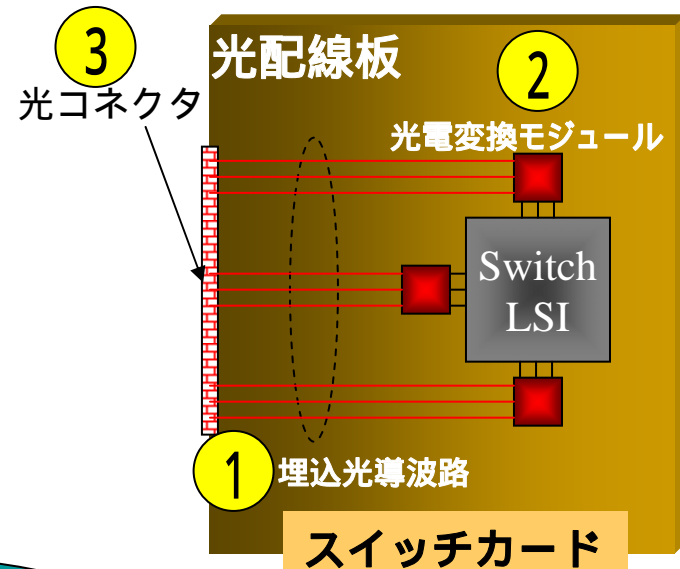 3
光コネクタ
光配線板
2
光電変換モジュール
Switch
LSI
1
埋込光導波路
スイッチカード